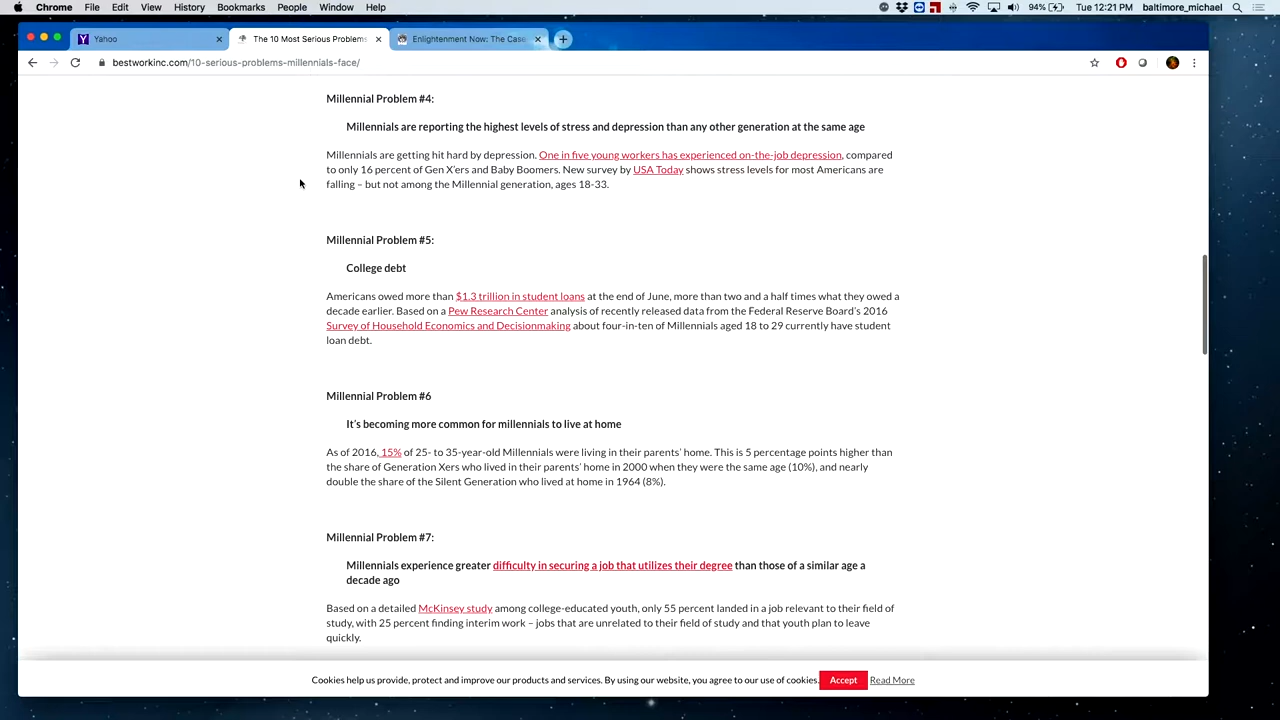 Chrome File Edit View History Bookmarks People Window Help 94% Tue 12:21 PM baltimore_michael
Yahoo The 10 Most Serious Problems Enlightenment Now: The Case
bestworkinc.com/10-serious-problems-millennials-face/
Millennial Problem #4:
Millennials are reporting the highest levels of stress and depression than any other generation at the same age
Millennials are getting hit hard by depression. One in five young workers has experienced on-the-job depression, compared
to only 16 percent of Gen X'ers and Baby Boomers. New survey by USA Today shows stress levels for most Americans are
falling – but not among the Millennial generation, ages 18-33.
Millennial Problem #5:
College debt
Americans owed more than $1.3 trillion in student loans at the end of June, more than two and a half times what they owed a
decade earlier. Based on a Pew Research Center analysis of recently released data from the Federal Reserve Board's 2016
Survey of Household Economics and Decisionmaking about four-in-ten of Millennials aged 18 to 29 currently have student
loan debt.
Millennial Problem #6
It's becoming more common for millennials to live at home
As of 2016, 15% of 25- to 35-year-old Millennials were living in their parents' home. This is 5 percentage points higher than
the share of Generation Xers who lived in their parents' home in 2000 when they were the same age (10%), and nearly
double the share of the Silent Generation who lived at home in 1964 (8%).
Millennial Problem #7:
Millennials experience greater difficulty in securing a job that utilizes their degree than those of a similar age a
decade ago
Based on a detailed McKinsey study among college-educated youth, only 55 percent landed in a job relevant to their field of
study, with 25 percent finding interim work – jobs that are unrelated to their field of study and that youth plan to leave
quickly.
Cookies help us provide, protect and improve our products and services. By using our website, you agree to our use of cookies. Accept Read More